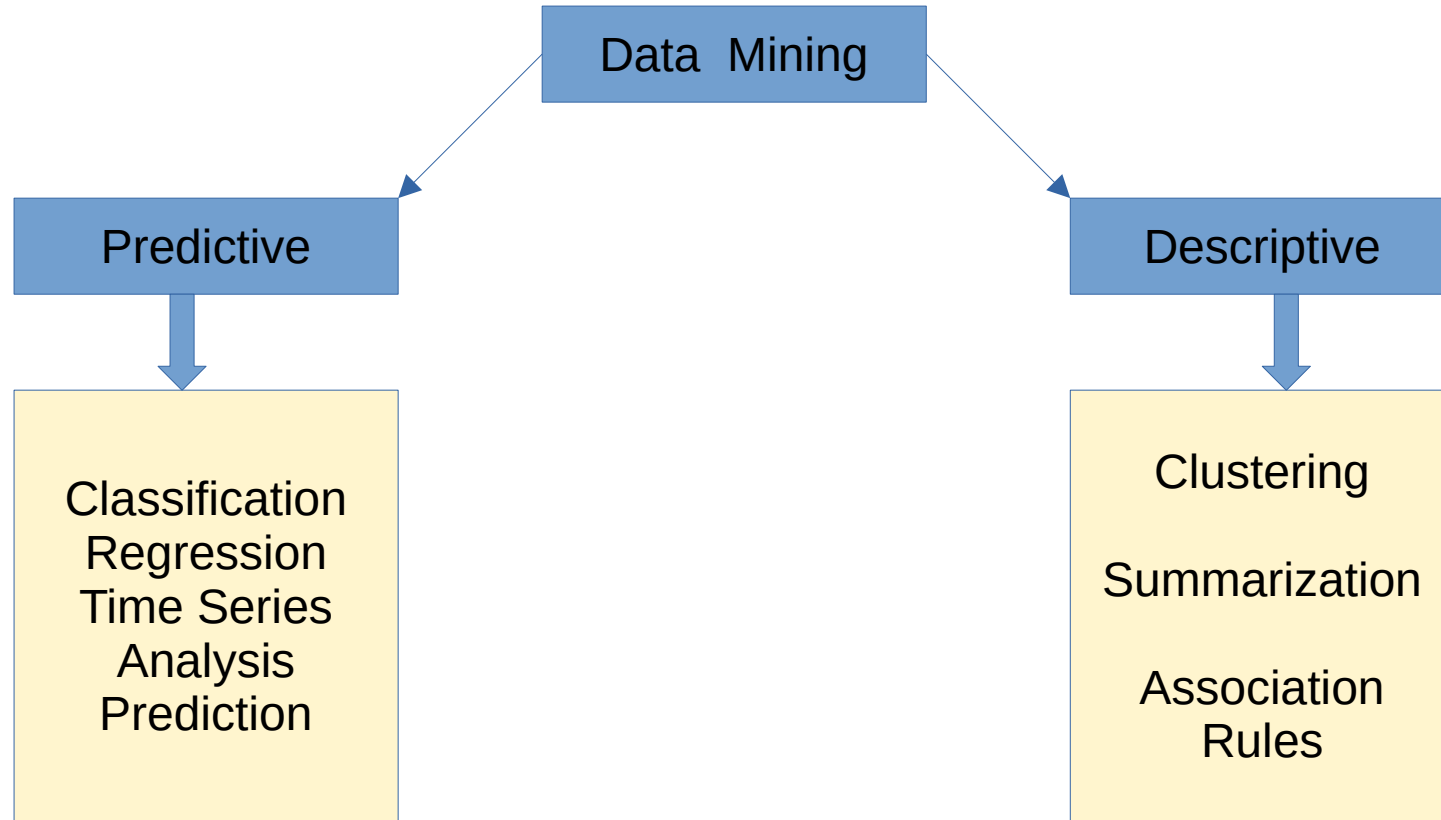 Data Mining
Predictive
Descriptive
Classification
Regression
Time Series
Analysis
Prediction
Clustering
Summarization
Association
Rules